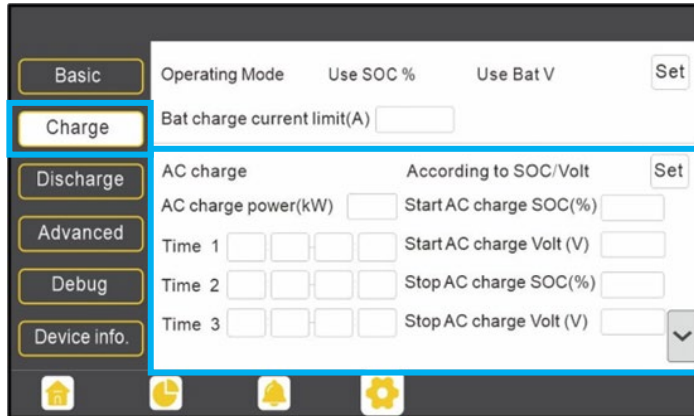 Basic
Charge
Discharge
Advanced
Debug
Device info.
Operating Mode Use SOC % Use Bat V Set
Bat charge current limit(A)
AC charge According to SOC/Volt Set
AC charge power(kW) Start AC charge SOC(%)
Time 1 Start AC charge Volt (V)
Time 2 Stop AC charge SOC(%)
Time 3 Stop AC charge Volt (V)